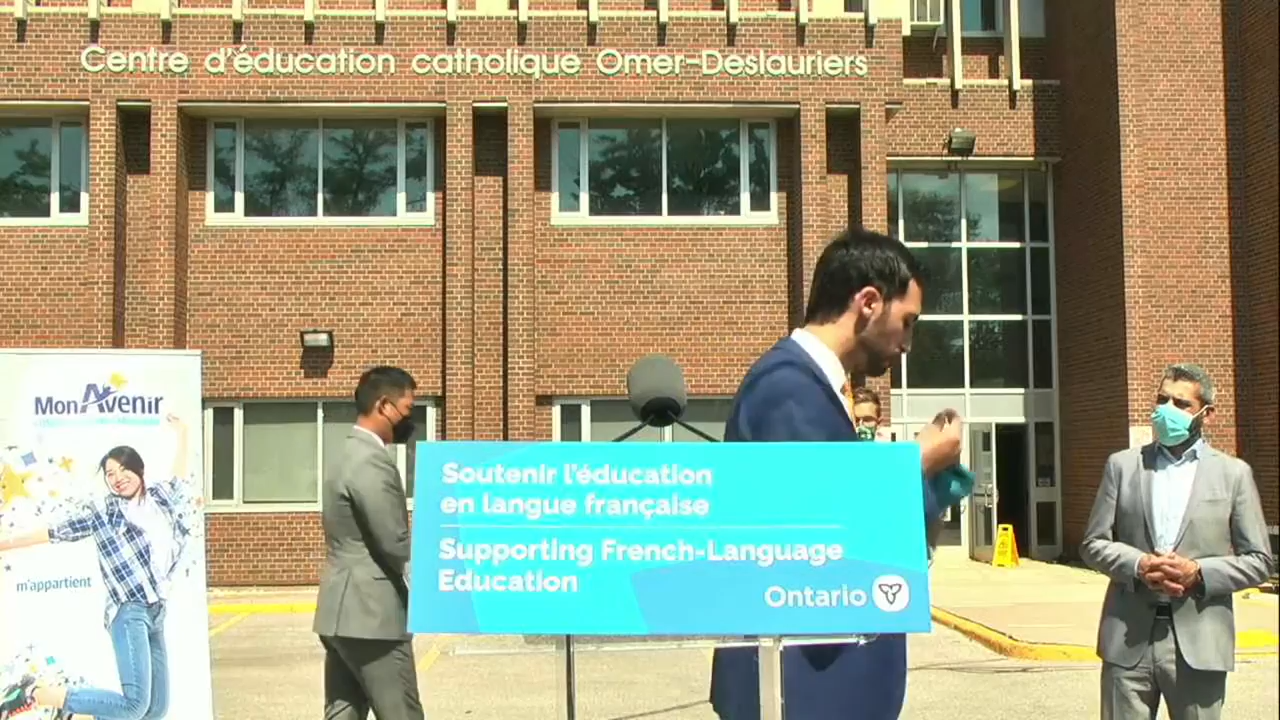 Centre d'éducation catholique Omer-Deslauriers
MonAvenir
m'appartient
Soutenir l'éducation
en langue française
Supporting French-Language
Education
Ontario